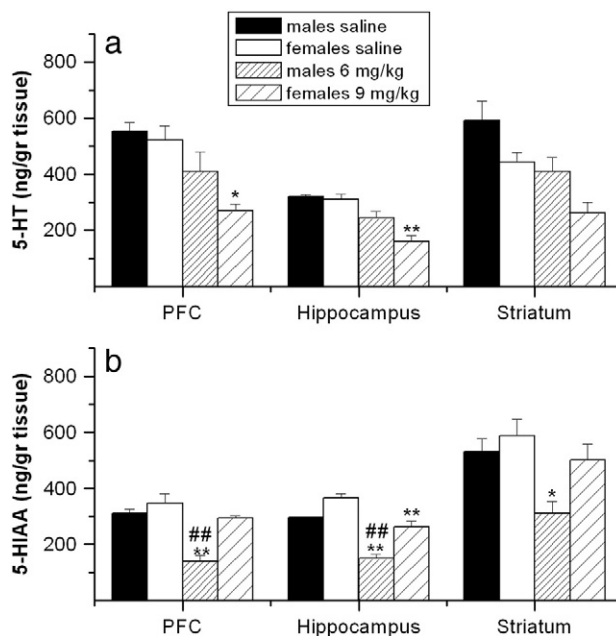 a
males saline
females saline
males 6 mg/kg
females 9 mg/kg
5-HT (ng/gr tissue)
800
600
400
200
*
**
PFC Hippocampus Striatum
b
5-HIAA (ng/gr tissue)
800
600
400
200
##
**
##
**
**
*
PFC Hippocampus Striatum